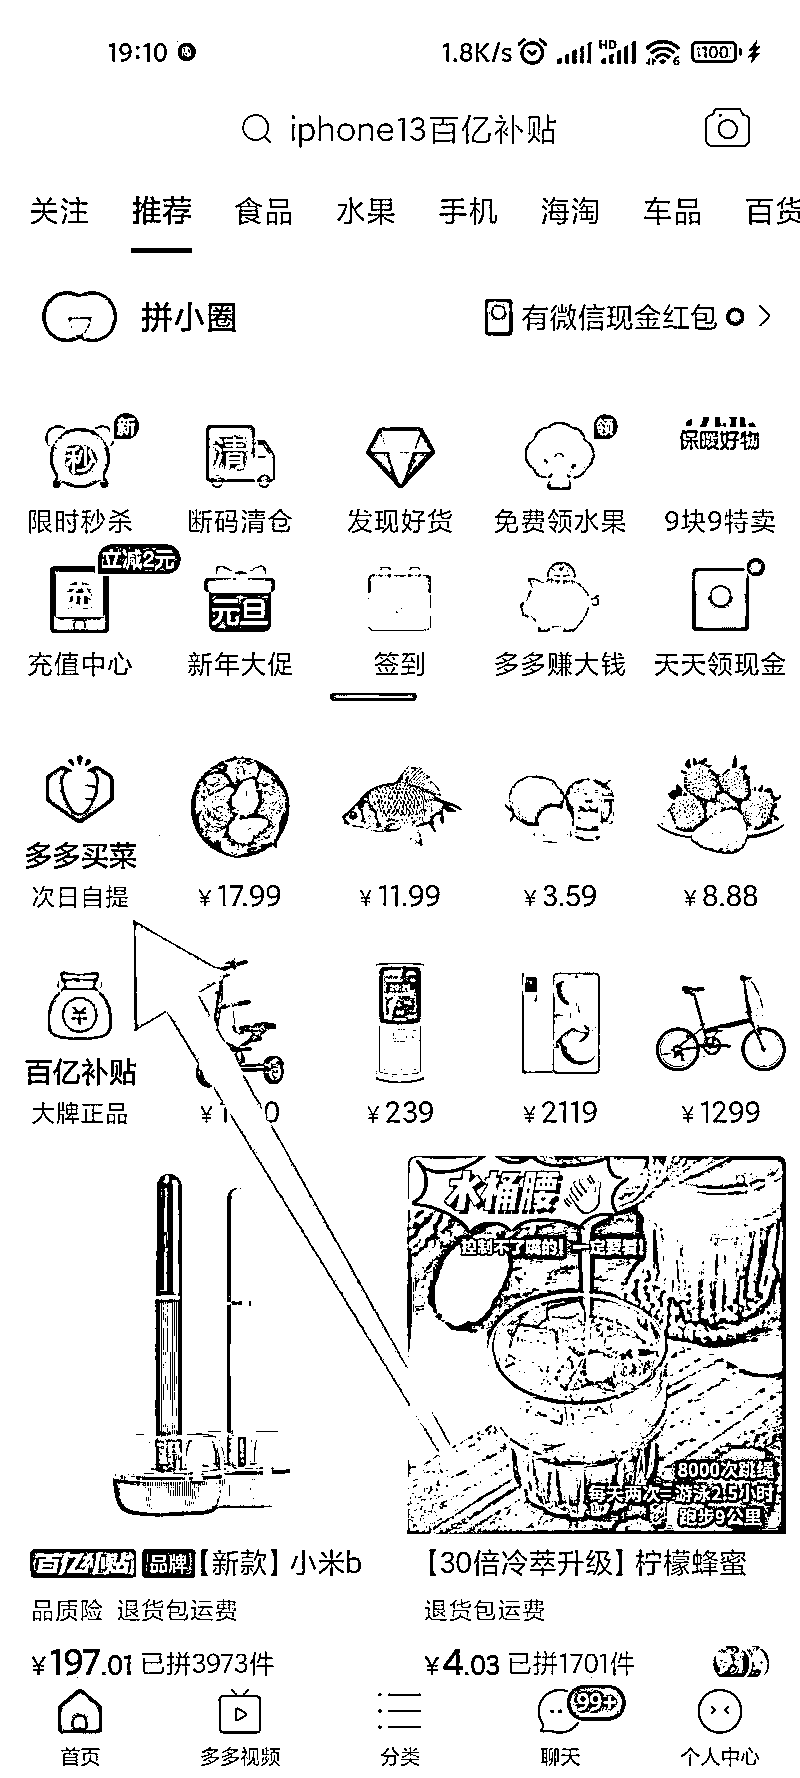 19:10 1.8K/s HD 6 100
iphone13百亿补贴
关注 推荐 食品 水果 手机 海淘 车品 百货
拼小圈 有微信现金红包
新 领
秒 清 保暖好物
限时秒杀 断码清仓 发现好货 免费领水果 9块9特卖
立减2元
充 元旦
充值中心 新年大促 签到 多多赚大钱 天天领现金
多多买菜
次日自提 ¥17.99 ¥11.99 ¥3.59 ¥8.88
百亿补贴
大牌正品 ¥239 ¥2119 ¥1299
水桶腰
控制不了嘴的 一定要看
8000次跳绳
每天两次=游泳2.5小时
跑步9公里
百亿补贴 品牌【新款】小米b
【30倍冷萃升级】柠檬蜂蜜
品质险 退货包运费
退货包运费
¥197.01 已拼3973件
¥4.03 已拼1701件
99+
首页 多多视频 分类 聊天 个人中心